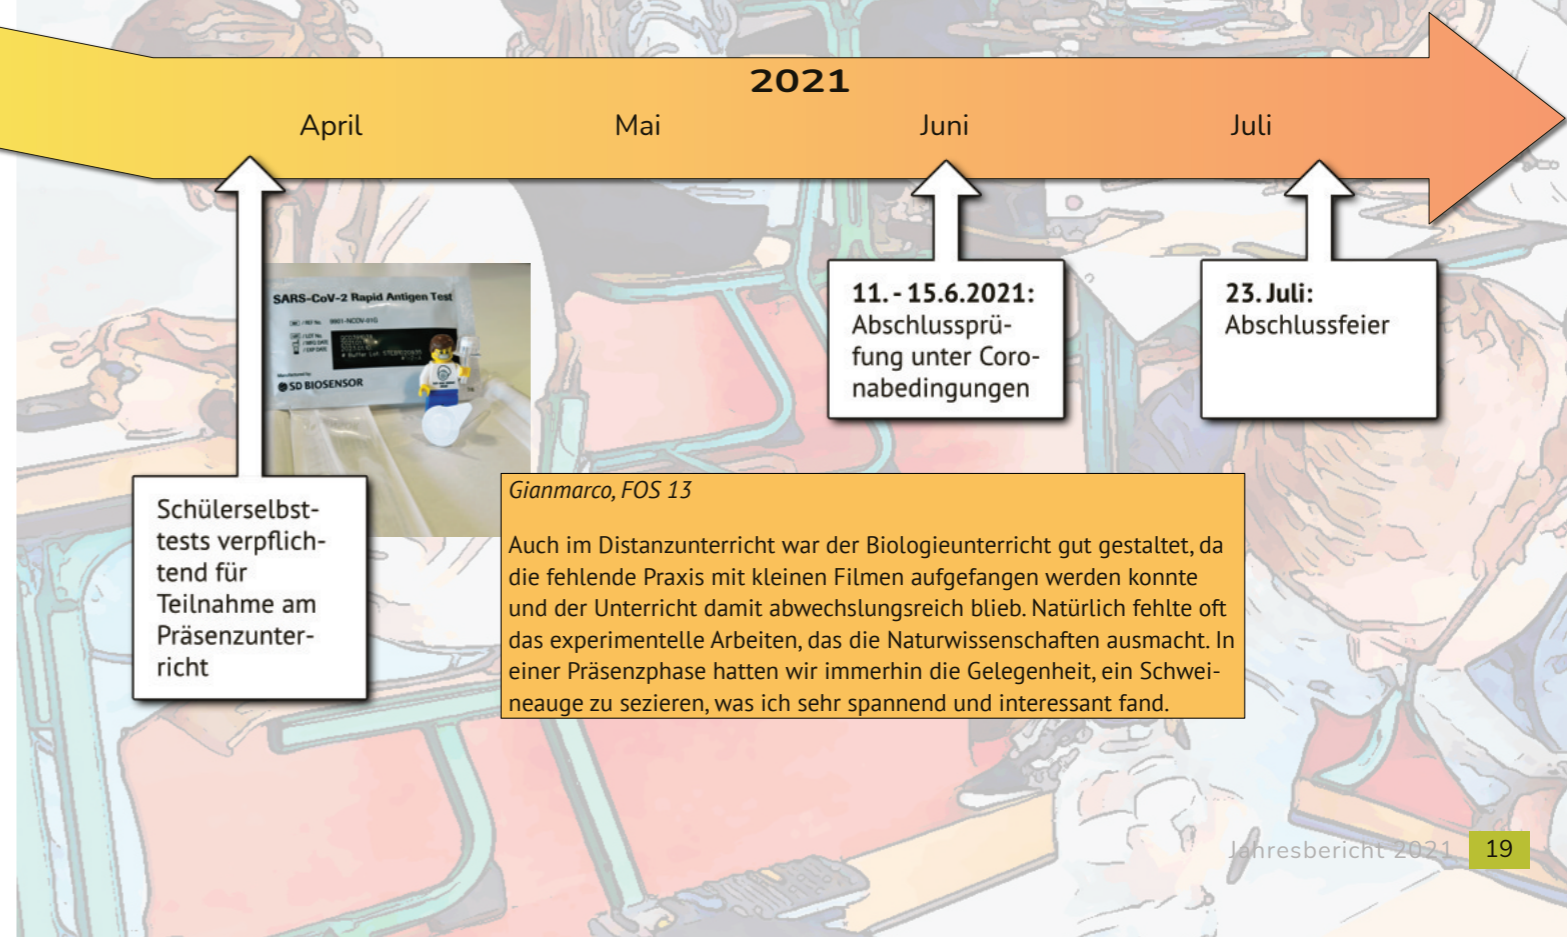 2021
April
Mai
Juni
Juli
SARS-CoV-2 Rapid Antigen Test
SD BIOSENSOR
11. - 15.6.2021:
Abschlussprü-
fung unter Coro-
nabedingungen
23. Juli:
Abschlussfeier
Schülerselbst-
tests verpflich-
tend für
Teilnahme am
Präsenzunter-
richt
Gianmarco, FOS 13
Auch im Distanzunterricht war der Biologieunterricht gut gestaltet, da
die fehlende Praxis mit kleinen Filmen aufgefangen werden konnte
und der Unterricht damit abwechslungsreich blieb. Natürlich fehlte oft
das experimentelle Arbeiten, das die Naturwissenschaften ausmacht. In
einer Präsenzphase hatten wir immerhin die Gelegenheit, ein Schwei-
neauge zu sezieren, was ich sehr spannend und interessant fand.
Jahresbericht 2021
19